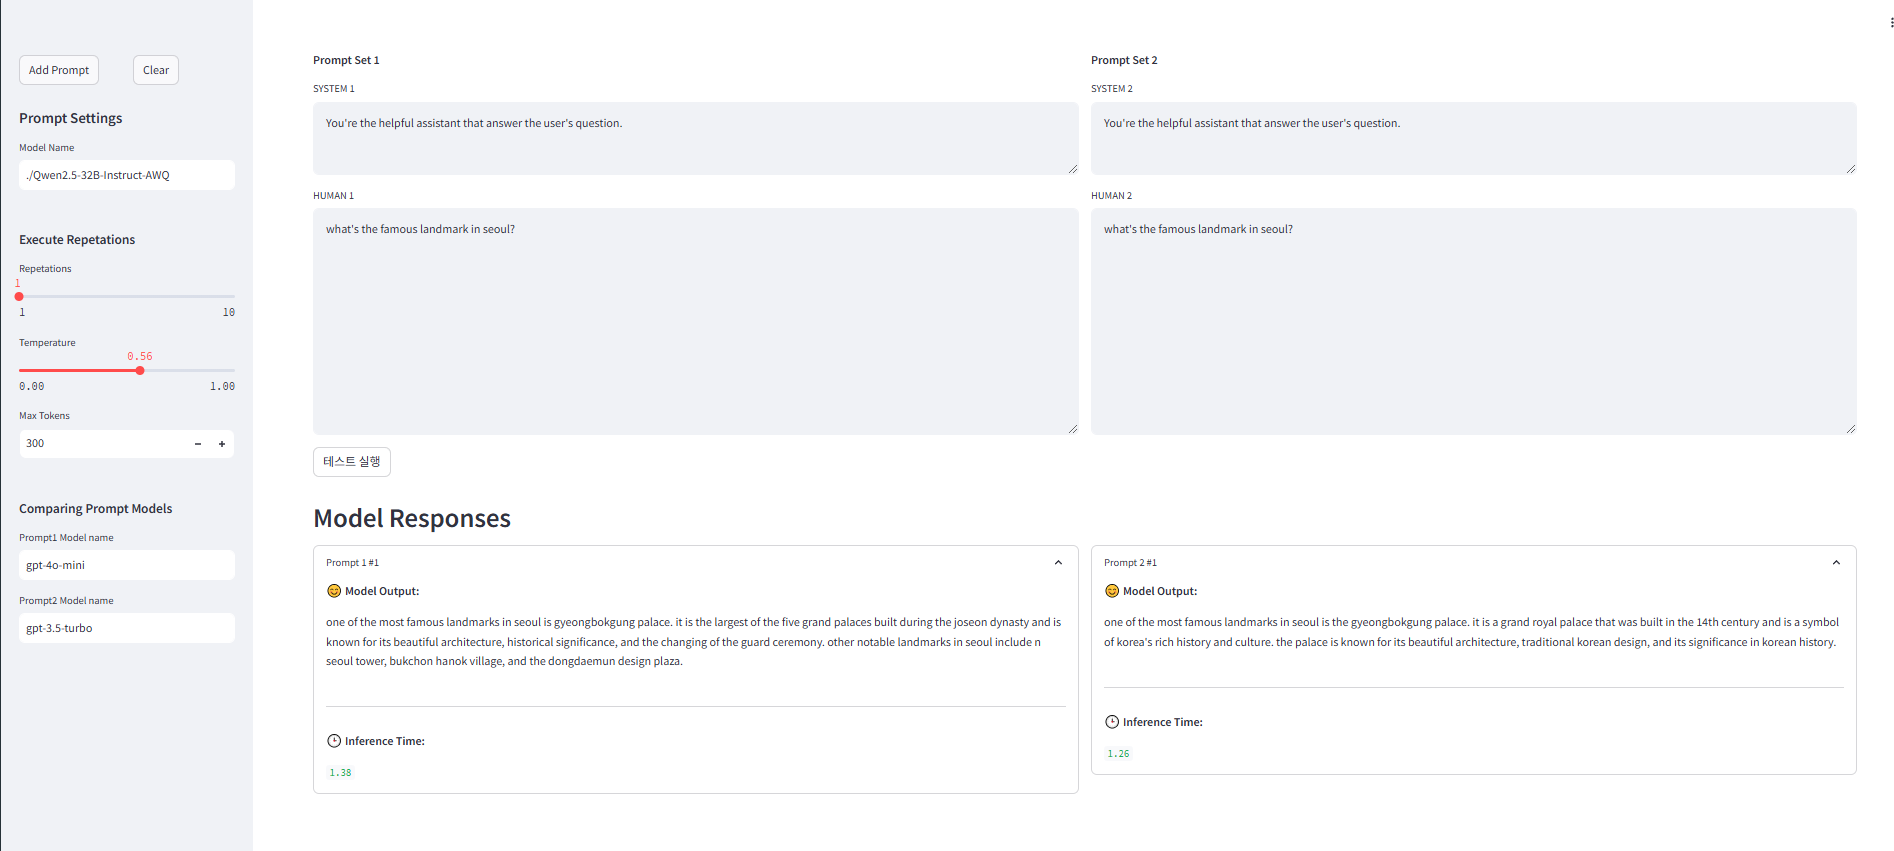 Add Prompt
Clear
Prompt Settings
Model Name
./Qwen2.5-32B-Instruct-AWQ
Execute Repetations
Repetations
1
1
10
Temperature
0.56
0.00
1.00
Max Tokens
300
Comparing Prompt Models
Prompt1 Model name
gpt-4o-mini
Prompt2 Model name
gpt-3.5-turbo
Prompt Set 1
SYSTEM 1
You're the helpful assistant that answer the user's question.
HUMAN 1
what's the famous landmark in seoul?
Prompt Set 2
SYSTEM 2
You're the helpful assistant that answer the user's question.
HUMAN 2
what's the famous landmark in seoul?
테스트 실행
Model Responses
Prompt 1 #1
Model Output:
one of the most famous landmarks in seoul is gyeongbokgung palace. it is the largest of the five grand palaces built during the joseon dynasty and is
known for its beautiful architecture, historical significance, and the changing of the guard ceremony. other notable landmarks in seoul include n
seoul tower, bukchon hanok village, and the dongdaemun design plaza.
Inference Time:
1.38
Prompt 2 #1
Model Output:
one of the most famous landmarks in seoul is the gyeongbokgung palace. it is a grand royal palace that was built in the 14th century and is a symbol
of korea's rich history and culture. the palace is known for its beautiful architecture, traditional korean design, and its significance in korean history.
Inference Time:
1.26